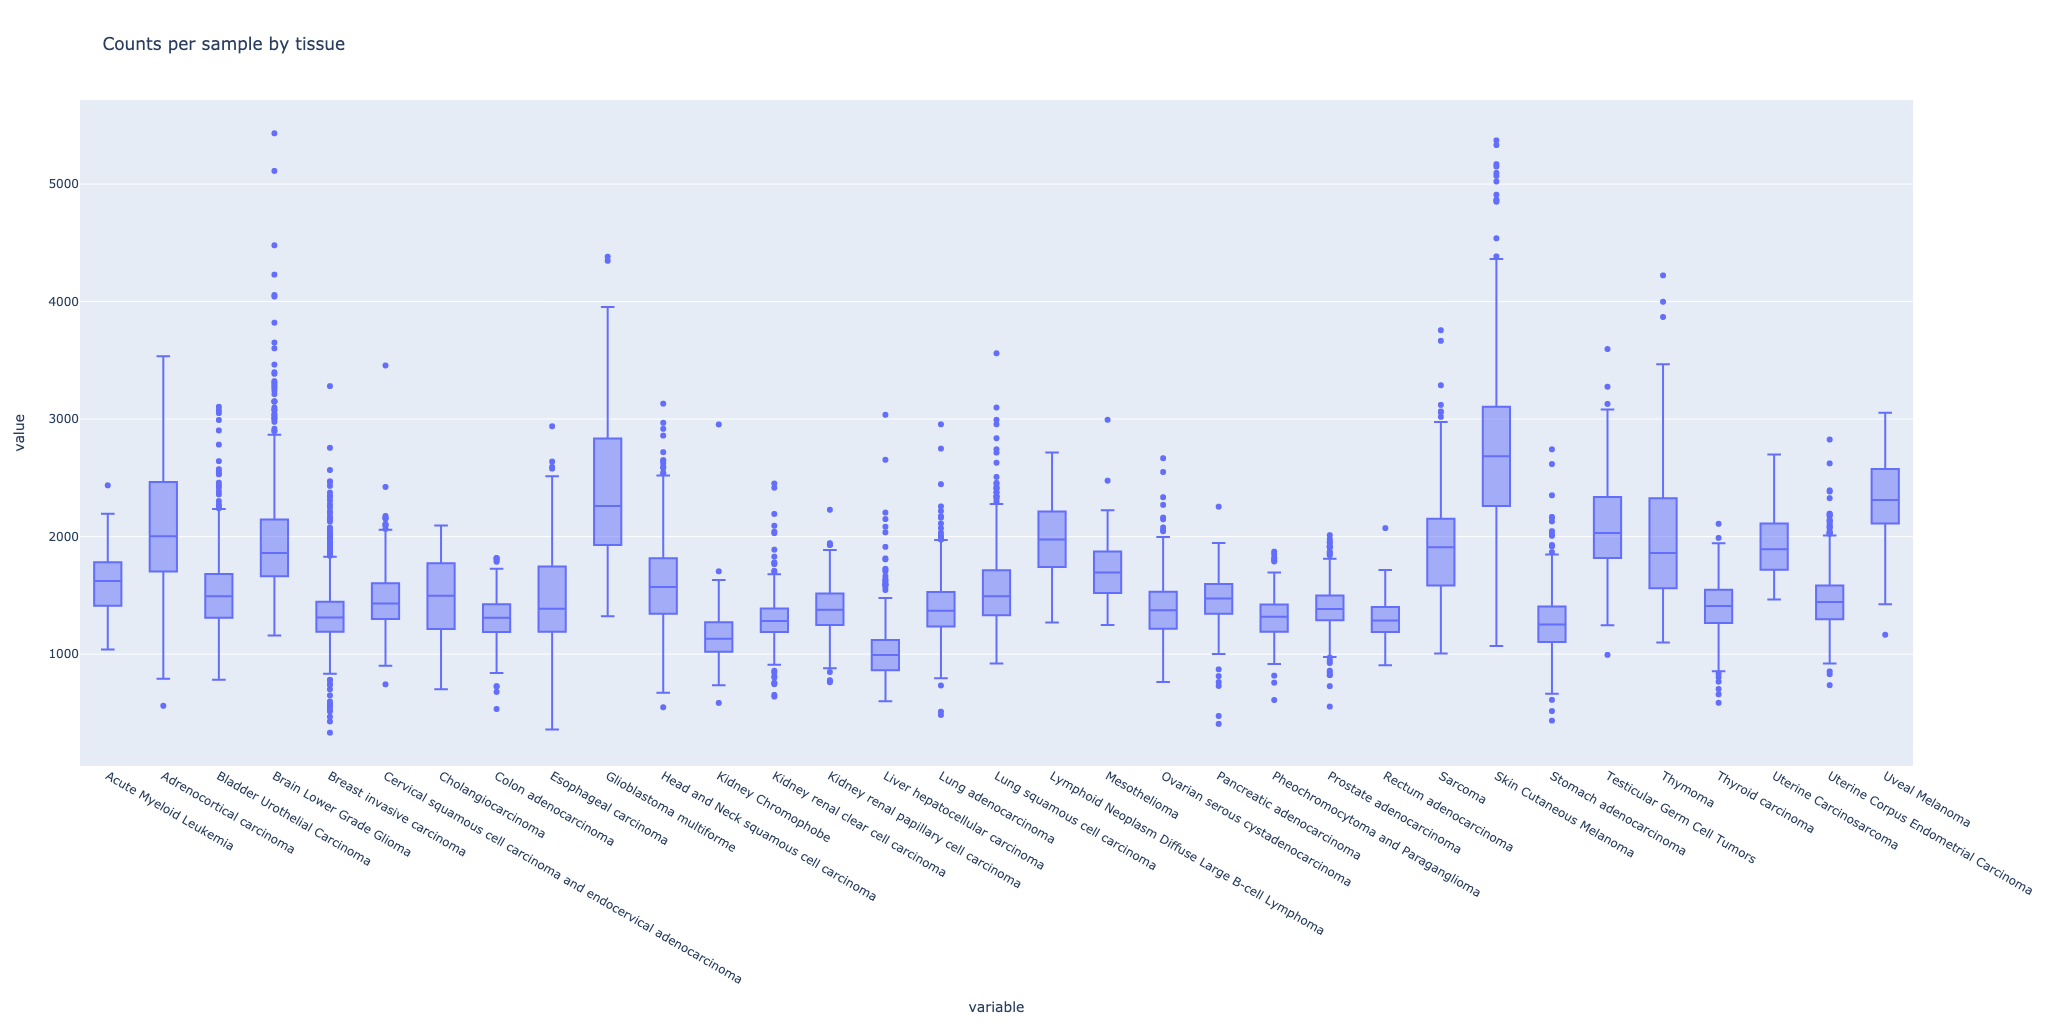 Counts per sample by tissue
5000
4000
3000
2000
1000
value
Acute Myeloid Leukemia
Adrenocortical carcinoma
Bladder Urothelial Carcinoma
Brain Lower Grade Glioma
Breast invasive carcinoma
Cervical squamous cell carcinoma and endocervical adenocarcinoma
Cholangiocarcinoma
Colon adenocarcinoma
Esophageal carcinoma
Glioblastoma multiforme
Head and Neck squamous cell carcinoma
Kidney Chromophobe
Kidney renal clear cell carcinoma
Kidney renal papillary cell carcinoma
Liver hepatocellular carcinoma
Lung adenocarcinoma
Lung squamous cell carcinoma
Lymphoid Neoplasm Diffuse Large B-cell Lymphoma
Mesothelioma
Ovarian serous cystadenocarcinoma
Pancreatic adenocarcinoma
Pheochromocytoma and Paraganglioma
Prostate adenocarcinoma
Rectum adenocarcinoma
Sarcoma
Skin Cutaneous Melanoma
Stomach adenocarcinoma
Testicular Germ Cell Tumors
Thymoma
Thyroid carcinoma
Uterine Carcinosarcoma
Uterine Corpus Endometrial Carcinoma
Uveal Melanoma
variable